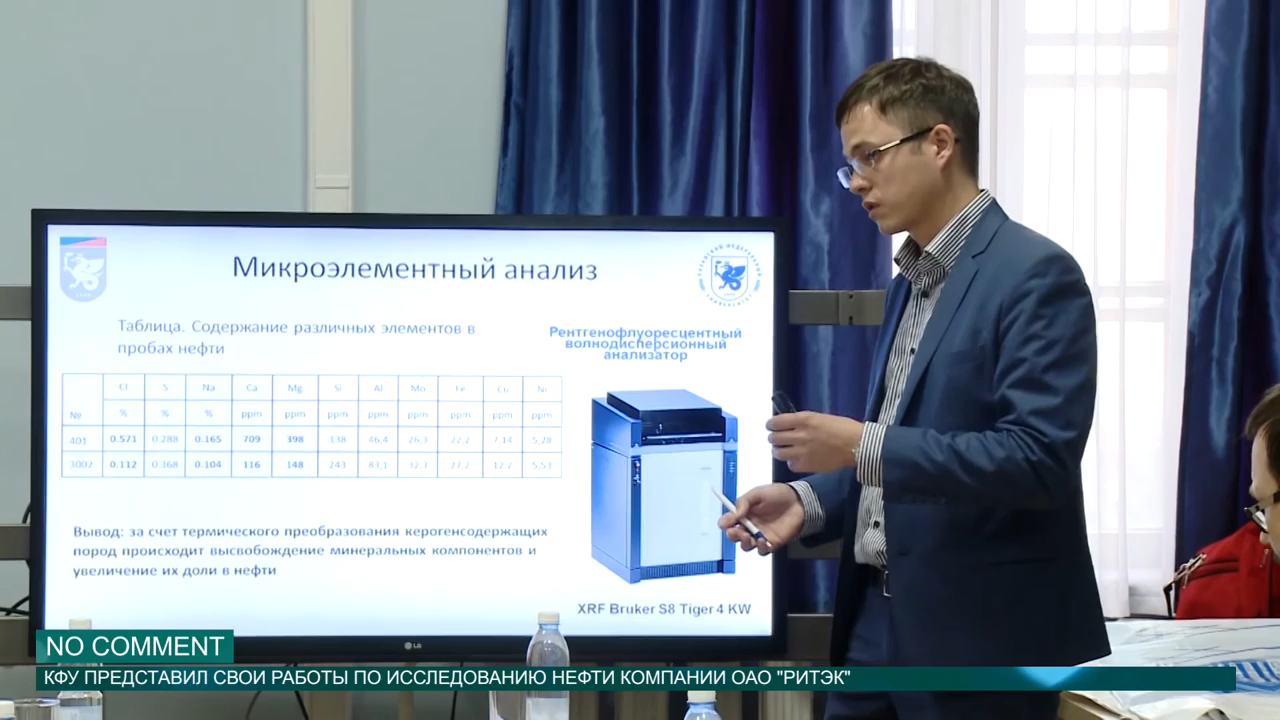 Микроэлементный анализ
Таблица. Содержание различных элементов в
пробах нефти
Рентгенофлуоресцентный
волнодисперсионный
анализатор
Cl S Na Ca Mg Si Al Mo Fe Cu Ni
№ % % % ppm ppm ppm ppm ppm ppm ppm ppm
401 0.571 0.288 0.165 709 398 138 46,4 26,3 22,2 7,14 5,28
3002 0.112 0.368 0.104 116 148 243 83,1 32,3 27,2 12,2 5,53
Вывод: за счет термического преобразования керогенсодержащих
пород происходит высвобождение минеральных компонентов и
увеличение их доли в нефти
XRF Bruker S8 Tiger 4 KW
LG
NO COMMENT
КФУ ПРЕДСТАВИЛ СВОИ РАБОТЫ ПО ИССЛЕДОВАНИЮ НЕФТИ КОМПАНИИ ОАО "РИТЭК"